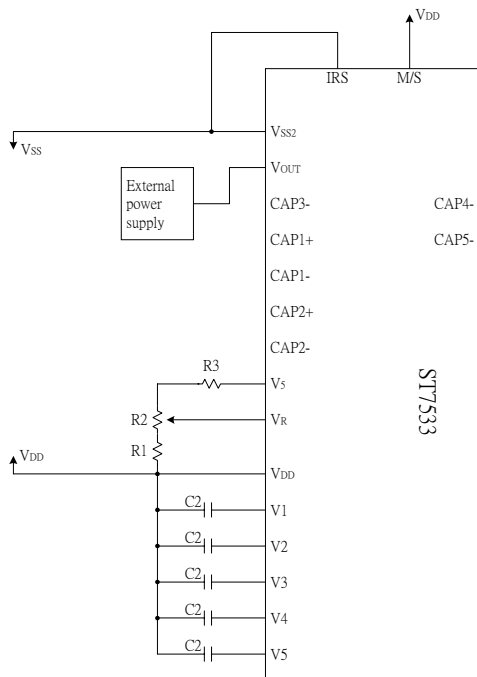 VDD
IRS M/S
VSS
VSS2
VOUT
External
power
supply
CAP3- CAP4-
CAP1+ CAP5-
CAP1-
CAP2+
CAP2-
R3
V5
R2
VR
R1
VDD
VDD
C2 V1
C2 V2
C2 V3
C2 V4
C2 V5
ST7533